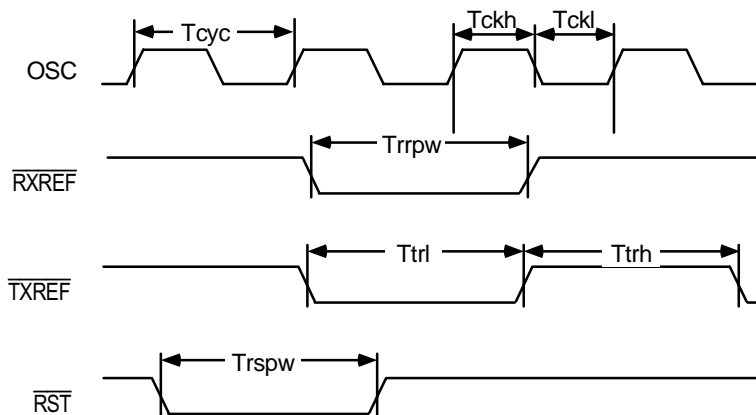 Tcyc Tckh Tckl
OSC
Trrpw
RXREF
Ttrl Ttrh
TXREF
Trspw
RST